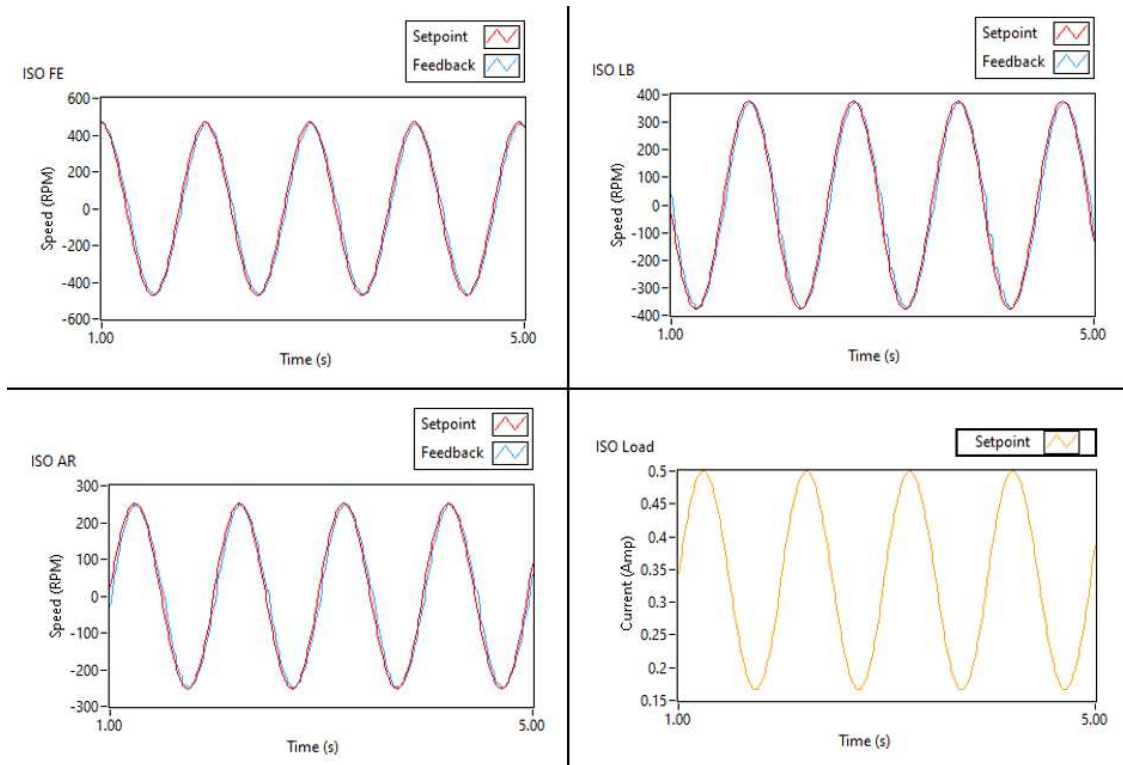 Setpoint
Feedback
ISO FE
600
400
200
0
-200
-400
-600
Speed (RPM)
1.00
5.00
Time (s)
Setpoint
Feedback
ISO LB
400
300
200
100
0
-100
-200
-300
-400
Speed (RPM)
1.00
5.00
Time (s)
Setpoint
Feedback
ISO AR
300
200
100
0
-100
-200
-300
Speed (RPM)
1.00
5.00
Time (s)
Setpoint
ISO Load
0.5
0.45
0.4
0.35
0.3
0.25
0.2
0.15
Current (Amp)
1.00
5.00
Time (s)